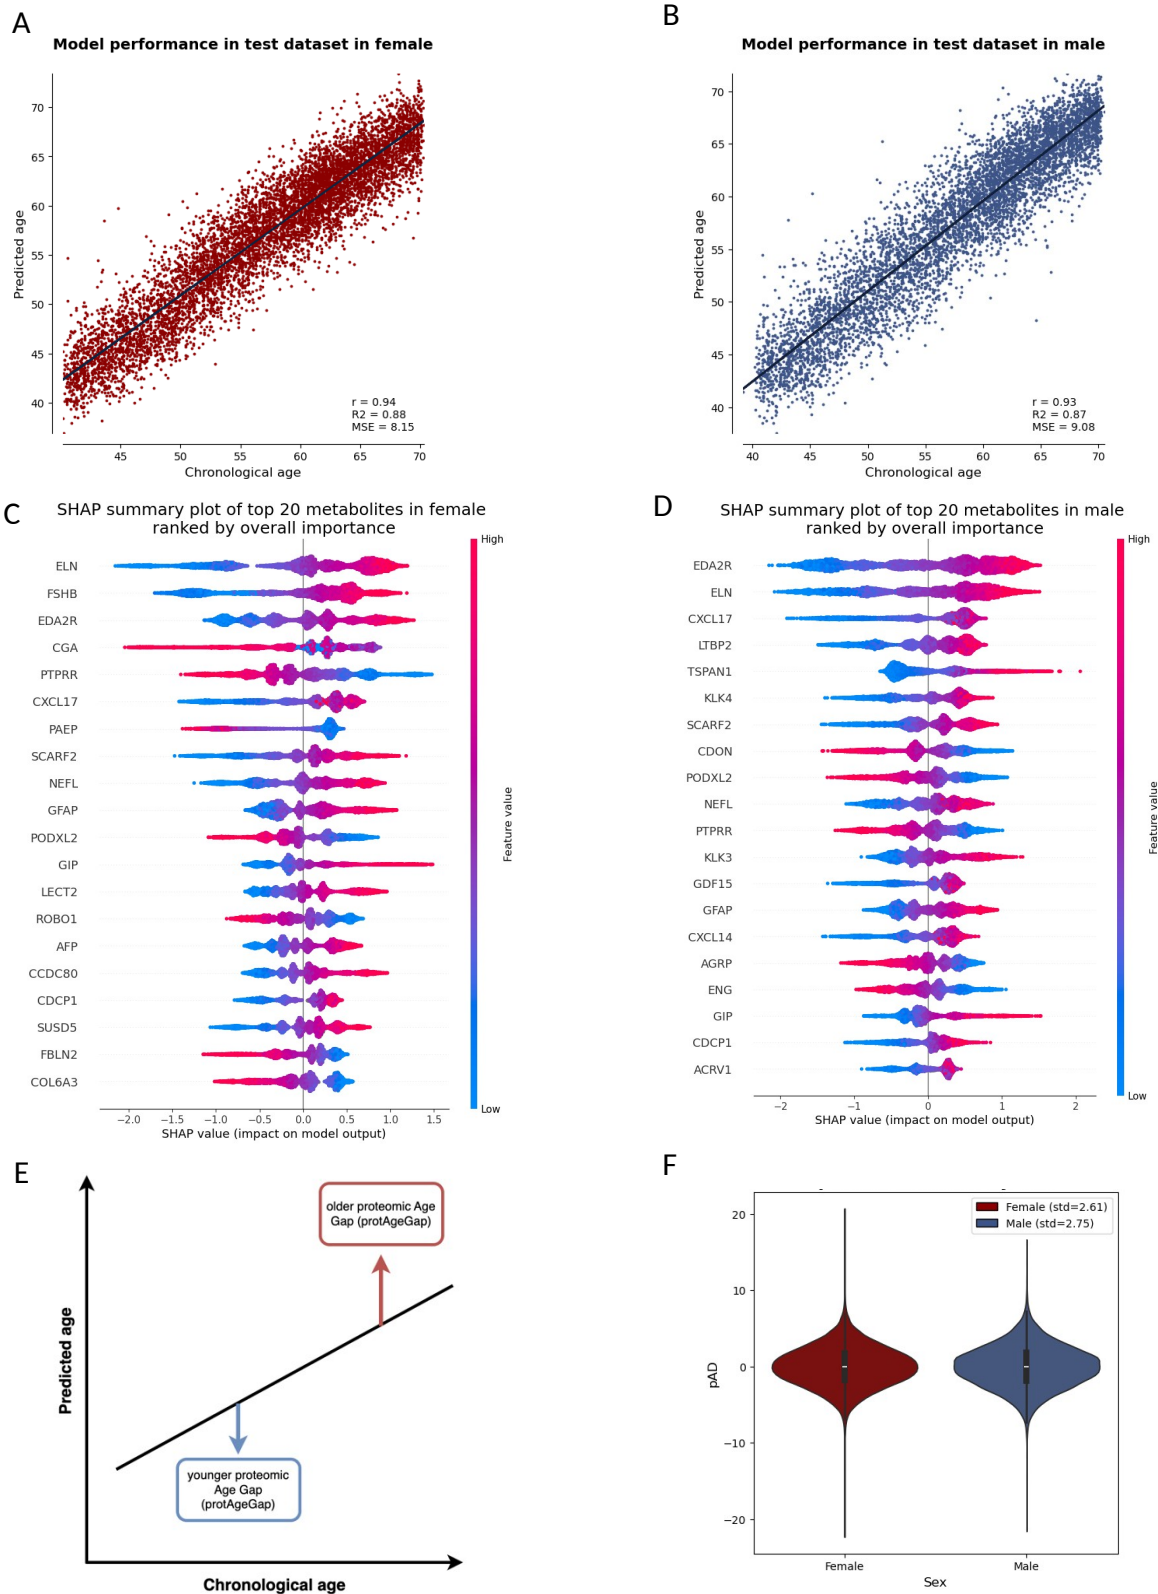 A
Model performance in test dataset in female
Predicted age
70
65
60
55
50
45
40
r = 0.94
R2 = 0.88
MSE = 8.15
45
50
55
60
65
70
Chronological age
B
Model performance in test dataset in male
Predicted age
70
65
60
55
50
45
40
r = 0.93
R2 = 0.87
MSE = 9.08
40
45
50
55
60
65
70
Chronological age
C
SHAP summary plot of top 20 metabolites in female
ranked by overall importance
High
ELN
FSHB
EDA2R
CGA
PTPRR
CXCL17
PAEP
SCARF2
NEFL
GFAP
PODXL2
GIP
LECT2
ROBO1
AFP
CCDC80
CDCP1
SUSD5
FBLN2
COL6A3
Feature value
Low
−2.0
−1.5
−1.0
−0.5
0.0
0.5
1.0
1.5
SHAP value (impact on model output)
D
SHAP summary plot of top 20 metabolites in male
ranked by overall importance
High
EDA2R
ELN
CXCL17
LTBP2
TSPAN1
KLK4
SCARF2
CDON
PODXL2
NEFL
PTPRR
KLK3
GDF15
GFAP
CXCL14
AGRP
ENG
GIP
CDCP1
ACRV1
Feature value
Low
−2
−1
0
1
2
SHAP value (impact on model output)
E
Predicted age
older proteomic Age
Gap (protAgeGap)
younger proteomic
Age Gap
(protAgeGap)
Chronological age
F
pAD
20
10
0
−10
−20
Female (std=2.61)
Male (std=2.75)
Female
Male
Sex